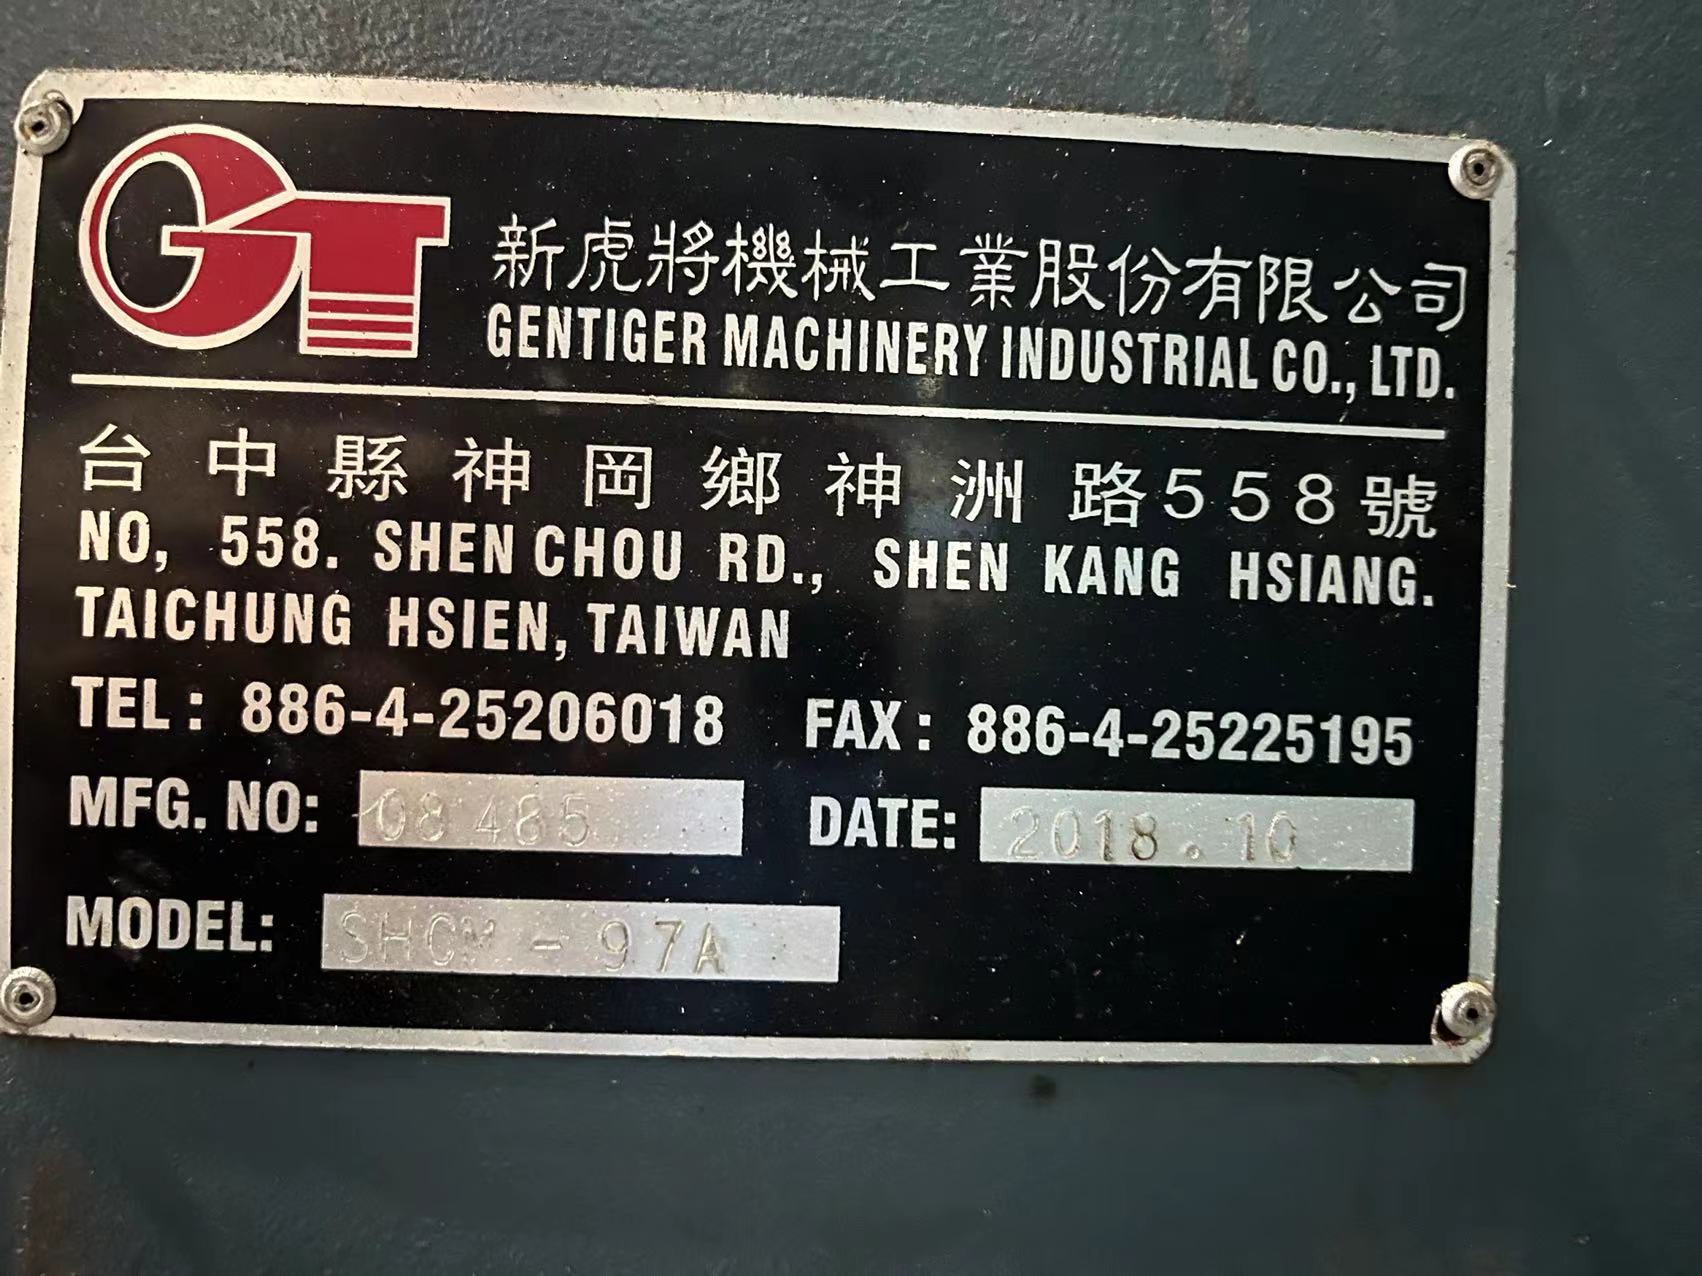 GT
新虎將機械工業股份有限公司
GENTIGER MACHINERY INDUSTRIAL CO., LTD.
台中縣神岡鄉神洲路558號
NO, 558. SHEN CHOU RD., SHEN KANG HSIANG.
TAICHUNG HSIEN, TAIWAN
TEL: 886-4-25206018 FAX: 886-4-25225195
MFG. NO: 08485 DATE: 2018.10
MODEL: SHCM-97A